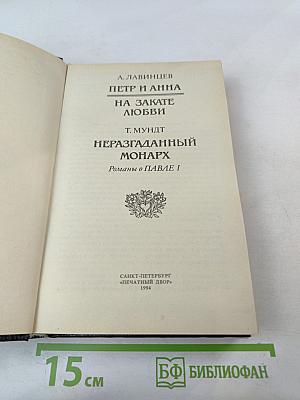 А. ЛАВИНЦЕВ
ПЕТР И АННА
НА ЗАКАТЕ
ЛЮБВИ
Т. МУНДТ
НЕРАЗГАДАННЫЙ
МОНАРХ
Романы о ПАВЛЕ I
САНКТ-ПЕТЕРБУРГ
«ПЕЧАТНЫЙ ДВОР»
1994
15 см
БФ БИБЛИОФАН